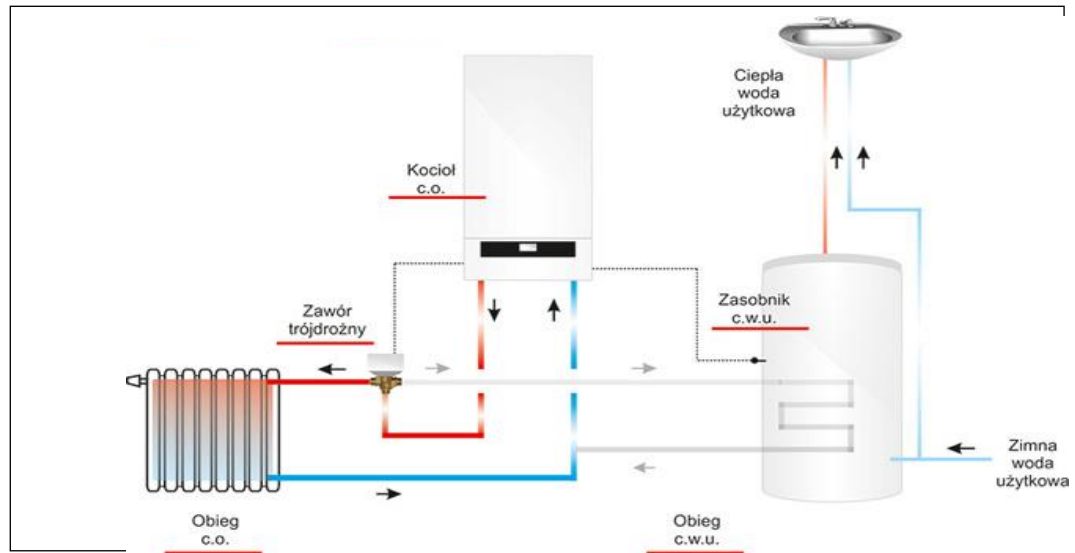 Ciepła
woda
użytkowa
Kocioł
c.o.
Zasobnik
c.w.u.
Zawór
trójdrożny
Zimna
woda
użytkowa
Obieg
c.o.
Obieg
c.w.u.